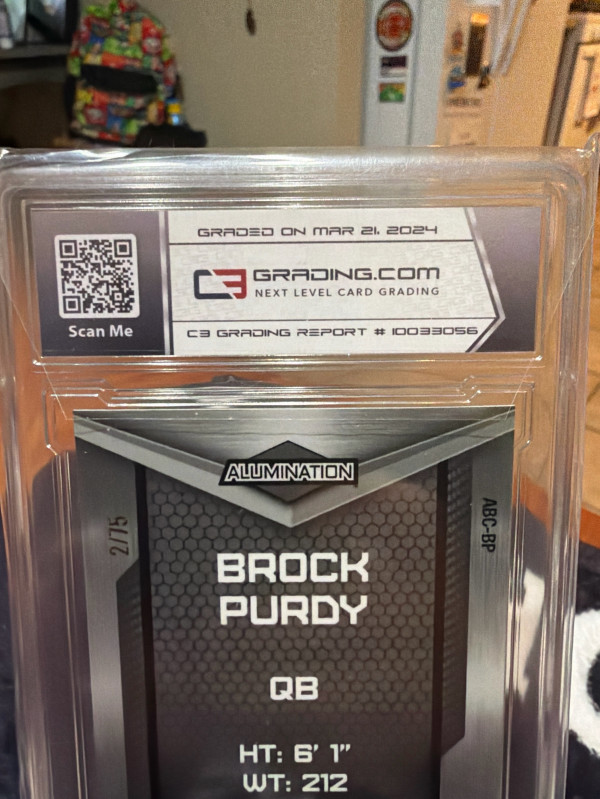 GRADED ON MAR 21, 2024
C3 GRADING.COM
NEXT LEVEL CARD GRADING
Scan Me
C3 GRADING REPORT # 10033056
ALUMINATION
2/75
ABC-BP
BROCK
PURDY
QB
HT: 6' 1"
WT: 212